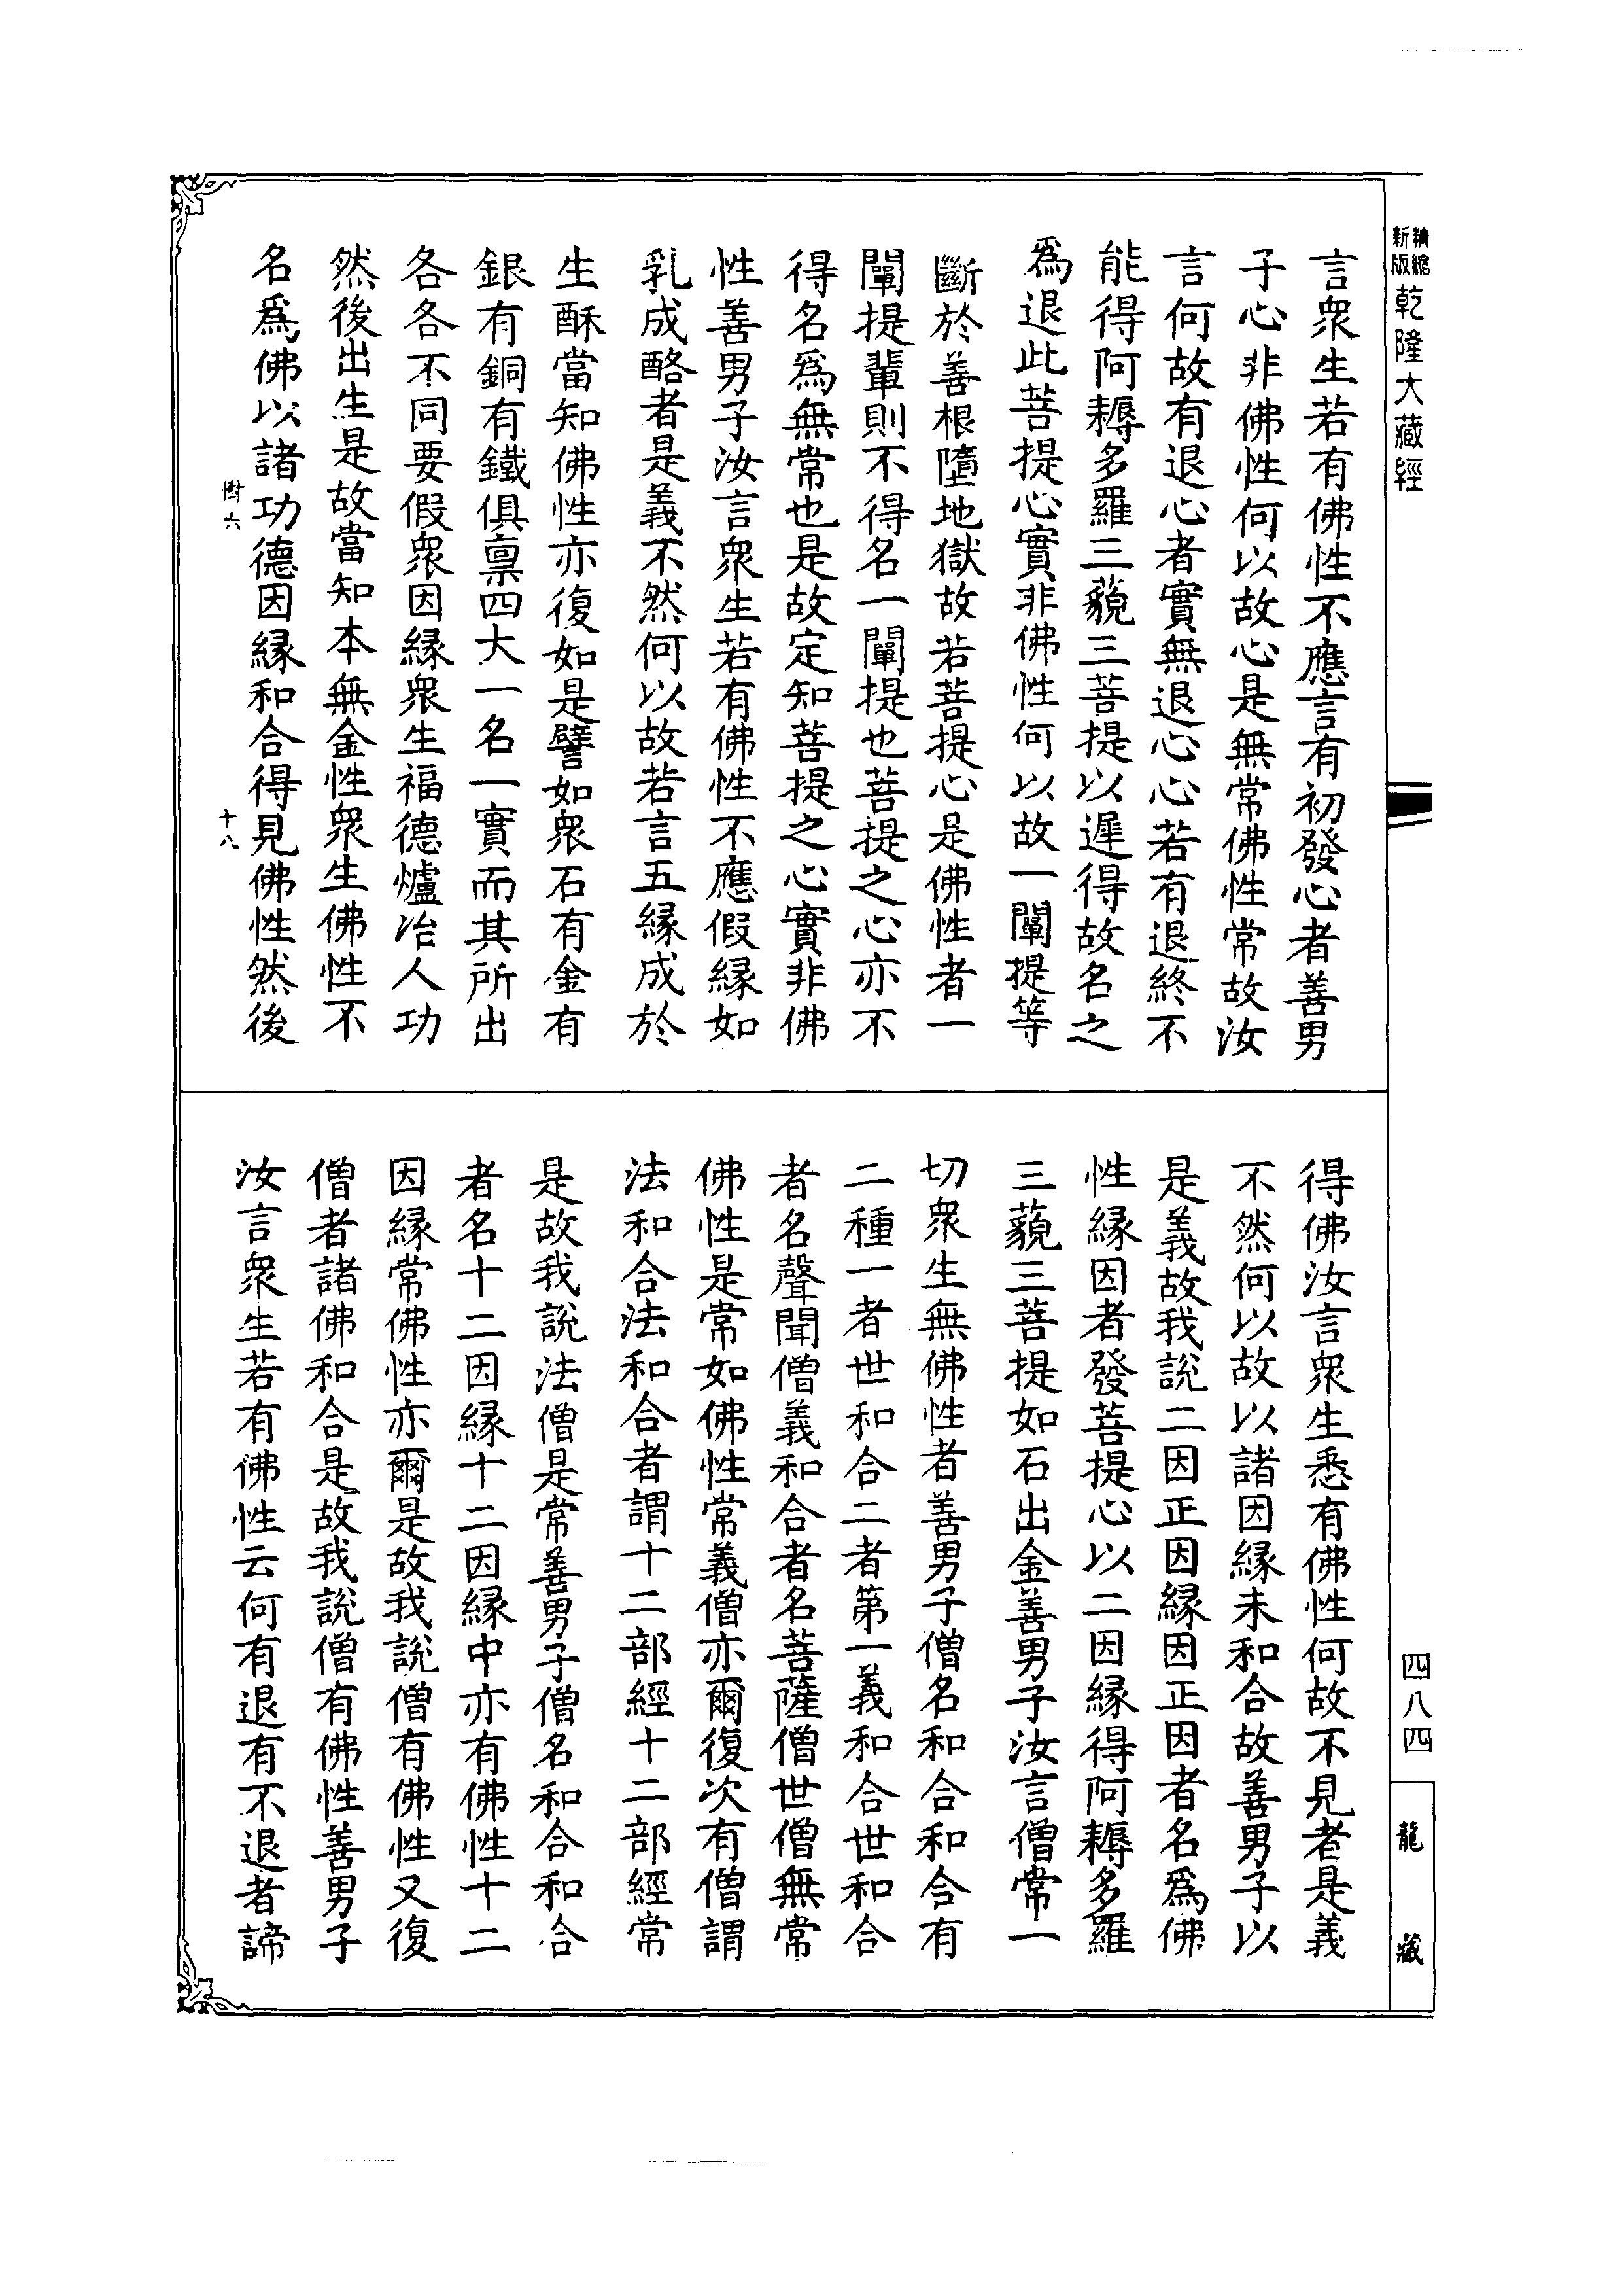 精縮
新版
乾隆大藏經
言眾生若有佛性不應言有初發心者善男
子心非佛性何以故心是無常佛性常故汝
言何故有退心者實無退心心若有退終不
能得阿耨多羅三藐三菩提以遲得故名之
為退此菩提心實非佛性何以故一闡提等
斷於善根墮地獄故若菩提心是佛性者一
闡提輩則不得名一闡提也菩提之心亦不
得名為無常也是故定知菩提之心實非佛
性善男子汝言眾生若有佛性不應假緣如
乳成酪者是義不然何以故若言五緣成於
生酥當知佛性亦復如是譬如眾石有金有
銀有銅有鐵俱稟四大一名一實而其所出
各各不同要假眾因緣眾生福德爐冶人功
然後出生是故當知本無金性眾生佛性不
名為佛以諸功德因緣和合得見佛性然後
樹六
十八
得佛汝言眾生悉有佛性何故不見者是義
不然何以故以諸因緣未和合故善男子以
是義故我說二因正因緣因正因者名為佛
性緣因者發菩提心以二因緣得阿耨多羅
三藐三菩提如石出金善男子汝言僧常一
切眾生無佛性者善男子僧名和合和合有
二種一者世和合二者第一義和合世和合
者名聲聞僧義和合者名菩薩僧世僧無常
佛性是常如佛性常義僧亦爾復次有僧謂
法和合法和合者謂十二部經十二部經常
是故我說法僧是常善男子僧名和合和合
者名十二因緣十二因緣中亦有佛性十二
因緣常佛性亦爾是故我說僧有佛性又復
僧者諸佛和合是故我說僧有佛性善男子
汝言眾生若有佛性云何有退有不退者諦
四八四
龍藏